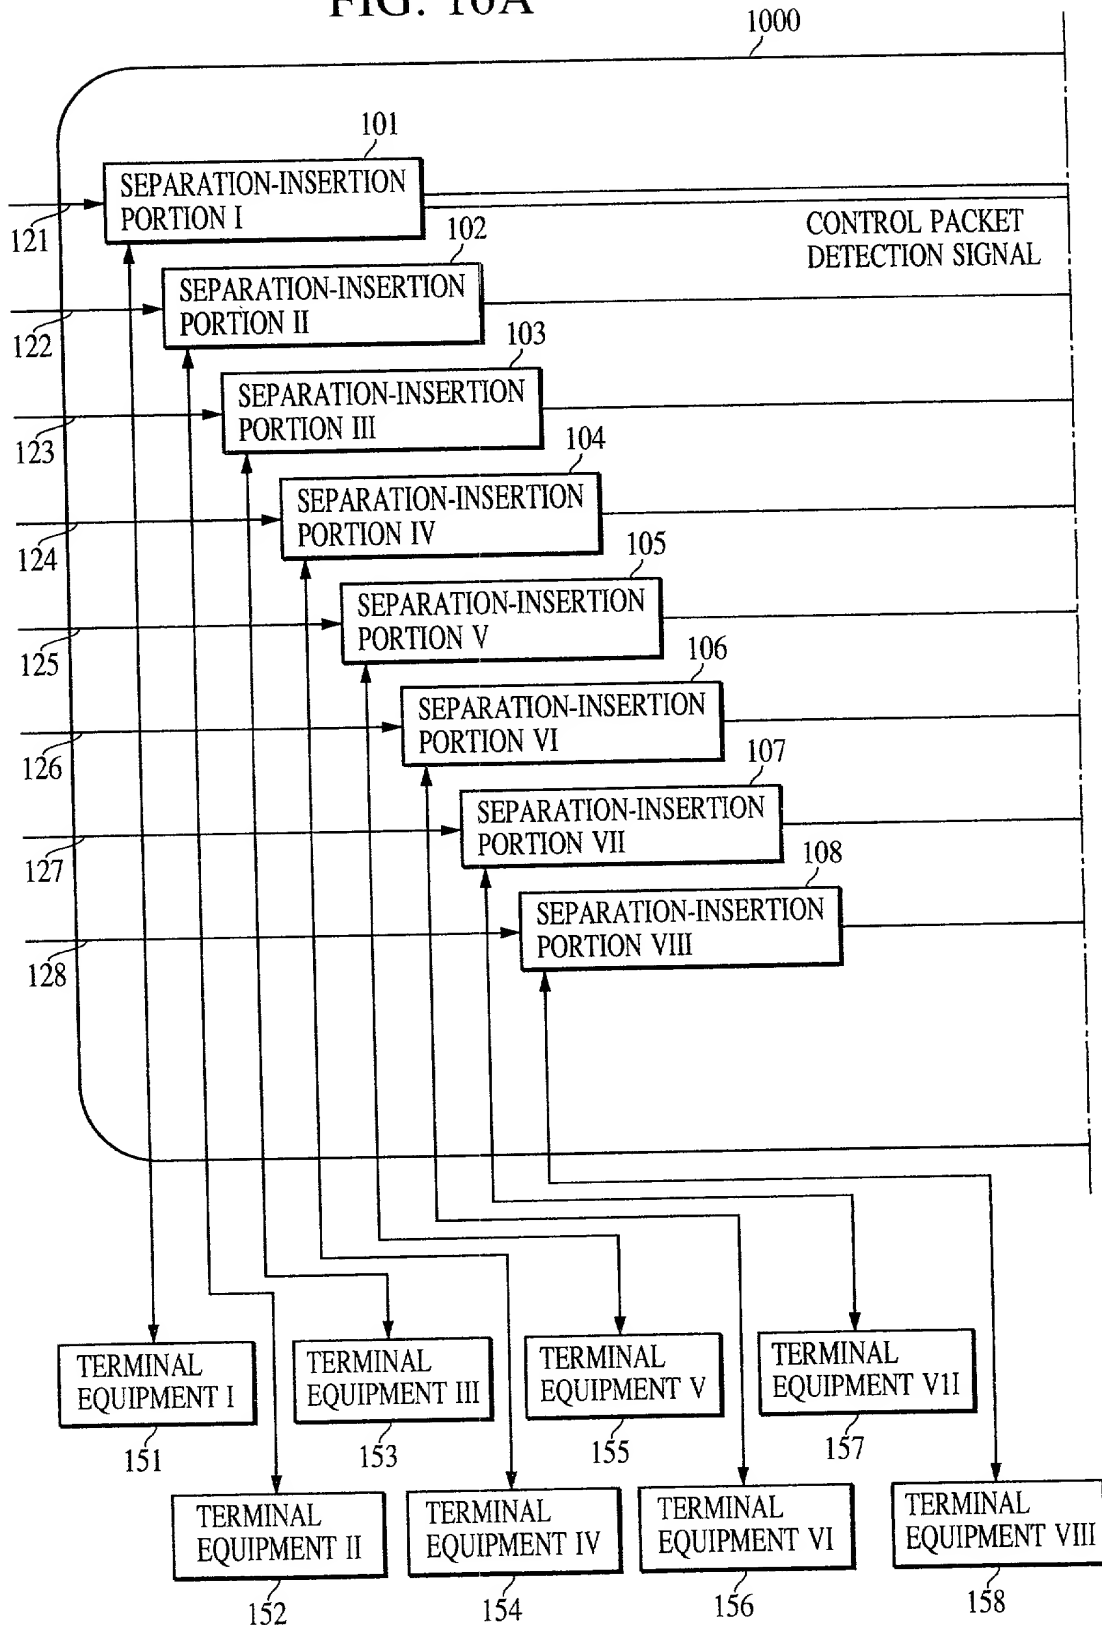 FIG. 16A
1000
101
SEPARATION-INSERTION
PORTION I
121
CONTROL PACKET
DETECTION SIGNAL
102
SEPARATION-INSERTION
PORTION II
122
103
SEPARATION-INSERTION
PORTION III
123
104
SEPARATION-INSERTION
PORTION IV
124
105
SEPARATION-INSERTION
PORTION V
125
106
SEPARATION-INSERTION
PORTION VI
126
107
SEPARATION-INSERTION
PORTION VII
127
108
SEPARATION-INSERTION
PORTION VIII
128
TERMINAL
EQUIPMENT I
151
TERMINAL
EQUIPMENT III
153
TERMINAL
EQUIPMENT V
155
TERMINAL
EQUIPMENT V1I
157
TERMINAL
EQUIPMENT II
152
TERMINAL
EQUIPMENT IV
154
TERMINAL
EQUIPMENT VI
156
TERMINAL
EQUIPMENT VIII
158